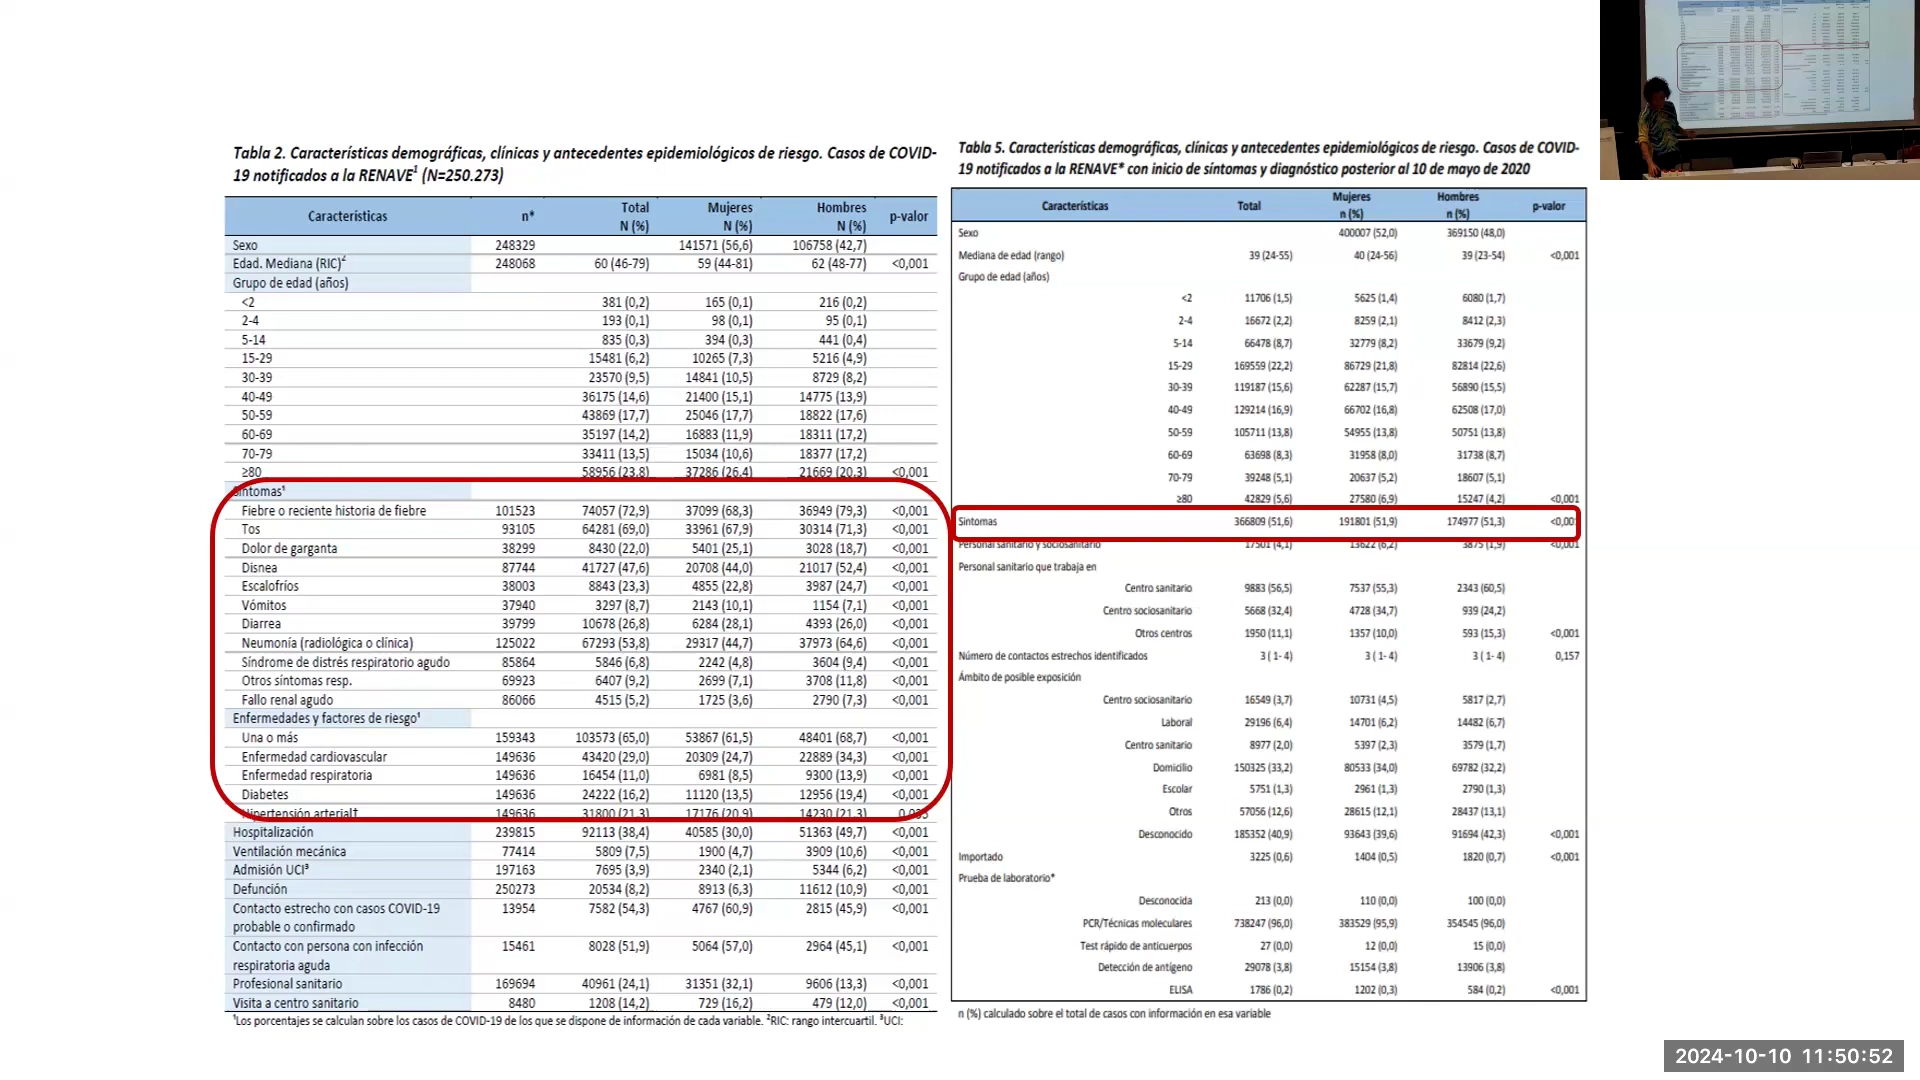 Tabla 2. Características demográficas, clínicas y antecedentes epidemiológicos de riesgo. Casos de COVID-
19 notificados a la RENAVE¹ (N=250.273)
Características n* Total N (%) Mujeres N (%) Hombres N (%) p-valor
Sexo 248329 141571 (56,6) 106758 (42,7)
Edad. Mediana (RIC)² 248068 60 (46-79) 59 (44-81) 62 (48-77) <0,001
Grupo de edad (años)
<2 381 (0,2) 165 (0,1) 216 (0,2)
2-4 193 (0,1) 98 (0,1) 95 (0,1)
5-14 835 (0,3) 394 (0,3) 441 (0,4)
15-29 15481 (6,2) 10265 (7,3) 5216 (4,9)
30-39 23570 (9,5) 14841 (10,5) 8729 (8,2)
40-49 36175 (14,6) 21400 (15,1) 14775 (13,9)
50-59 43869 (17,7) 25046 (17,7) 18822 (17,6)
60-69 35197 (14,2) 16883 (11,9) 18311 (17,2)
70-79 33411 (13,5) 15034 (10,6) 18377 (17,2)
≥80 58956 (23,8) 37286 (26,4) 21669 (20,3) <0,001
Síntomas¹
Fiebre o reciente historia de fiebre 101523 74057 (72,9) 37099 (68,3) 36949 (79,3) <0,001
Tos 93105 64281 (69,0) 33961 (67,9) 30314 (71,3) <0,001
Dolor de garganta 38299 8430 (22,0) 5401 (25,1) 3028 (18,7) <0,001
Disnea 87744 41727 (47,6) 20708 (44,0) 21017 (52,4) <0,001
Escalofríos 38003 8843 (23,3) 4855 (22,8) 3987 (24,7) <0,001
Vómitos 37940 3297 (8,7) 2143 (10,1) 1154 (7,1) <0,001
Diarrea 39799 10678 (26,8) 6284 (28,1) 4393 (26,0) <0,001
Neumonía (radiológica o clínica) 125022 67293 (53,8) 29317 (44,7) 37973 (64,6) <0,001
Síndrome de distrés respiratorio agudo 85864 5846 (6,8) 2242 (4,8) 3604 (9,4) <0,001
Otros síntomas resp. 69923 6407 (9,2) 2699 (7,1) 3708 (11,8) <0,001
Fallo renal agudo 86066 4515 (5,2) 1725 (3,6) 2790 (7,3) <0,001
Enfermedades y factores de riesgo¹
Una o más 159343 103573 (65,0) 53867 (61,5) 48401 (68,7) <0,001
Enfermedad cardiovascular 149636 43420 (29,0) 20309 (24,7) 22889 (34,3) <0,001
Enfermedad respiratoria 149636 16454 (11,0) 6981 (8,5) 9300 (13,9) <0,001
Diabetes 149636 24222 (16,2) 11120 (13,5) 12956 (19,4) <0,001
Hipertensión arterial† 149636 31800 (21,3) 17176 (20,9) 14230 (21,3)
Hospitalización 239815 92113 (38,4) 40585 (30,0) 51363 (49,7) <0,001
Ventilación mecánica 77414 5809 (7,5) 1900 (4,7) 3909 (10,6) <0,001
Admisión UCI³ 197163 7695 (3,9) 2340 (2,1) 5344 (6,2) <0,001
Defunción 250273 20534 (8,2) 8913 (6,3) 11612 (10,9) <0,001
Contacto estrecho con casos COVID-19 13954 7582 (54,3) 4767 (60,9) 2815 (45,9) <0,001
probable o confirmado
Contacto con persona con infección 15461 8028 (51,9) 5064 (57,0) 2964 (45,1) <0,001
respiratoria aguda
Profesional sanitario 169694 40961 (24,1) 31351 (32,1) 9606 (13,3) <0,001
Visita a centro sanitario 8480 1208 (14,2) 729 (16,2) 479 (12,0) <0,001
¹Los porcentajes se calculan sobre los casos de COVID-19 de los que se dispone de información de cada variable. ²RIC: rango intercuartil. ³UCI:
Tabla 5. Características demográficas, clínicas y antecedentes epidemiológicos de riesgo. Casos de COVID-
19 notificados a la RENAVE* con inicio de síntomas y diagnóstico posterior al 10 de mayo de 2020
Características Total Mujeres n (%) Hombres n (%) p-valor
Sexo 400007 (52,0) 369150 (48,0)
Mediana de edad (rango) 39 (24-55) 40 (24-56) 39 (23-54) <0,001
Grupo de edad (años)
<2 11706 (1,5) 5625 (1,4) 6080 (1,7)
2-4 16672 (2,2) 8259 (2,1) 8412 (2,3)
5-14 66478 (8,7) 32779 (8,2) 33679 (9,2)
15-29 169559 (22,2) 86729 (21,8) 82814 (22,6)
30-39 119187 (15,6) 62287 (15,7) 56890 (15,5)
40-49 129214 (16,9) 66702 (16,8) 62508 (17,0)
50-59 105711 (13,8) 54955 (13,8) 50751 (13,8)
60-69 63698 (8,3) 31958 (8,0) 31738 (8,7)
70-79 39248 (5,1) 20637 (5,2) 18607 (5,1)
≥80 42829 (5,6) 27580 (6,9) 15247 (4,2) <0,001
Síntomas 366809 (51,6) 191801 (51,9) 174977 (51,3) <0,001
Personal sanitario y sociosanitario 17501 (4,1) 13622 (6,2) 3875 (1,9) <0,001
Personal sanitario que trabaja en
Centro sanitario 9883 (56,5) 7537 (55,3) 2343 (60,5)
Centro sociosanitario 5668 (32,4) 4728 (34,7) 939 (24,2)
Otros centros 1950 (11,1) 1357 (10,0) 593 (15,3) <0,001
Número de contactos estrechos identificados 3 ( 1- 4) 3 ( 1- 4) 3 ( 1- 4) 0,157
Ámbito de posible exposición
Centro sociosanitario 16549 (3,7) 10731 (4,5) 5817 (2,7)
Laboral 29196 (6,4) 14701 (6,2) 14482 (6,7)
Centro sanitario 8977 (2,0) 5397 (2,3) 3579 (1,7)
Domicilio 150325 (33,2) 80533 (34,0) 69782 (32,2)
Escolar 5751 (1,3) 2961 (1,3) 2790 (1,3)
Otros 57056 (12,6) 28615 (12,1) 28437 (13,1)
Desconocido 185352 (40,9) 93643 (39,6) 91694 (42,3) <0,001
Importado 3225 (0,6) 1404 (0,5) 1820 (0,7) <0,001
Prueba de laboratorio*
Desconocida 213 (0,0) 110 (0,0) 100 (0,0)
PCR/Técnicas moleculares 738247 (96,0) 383529 (95,9) 354545 (96,0)
Test rápido de anticuerpos 27 (0,0) 12 (0,0) 15 (0,0)
Detección de antígeno 29078 (3,8) 15154 (3,8) 13906 (3,8)
ELISA 1786 (0,2) 1202 (0,3) 584 (0,2) <0,001
n (%) calculado sobre el total de casos con información en esa variable
2024-10-10 11:50:52